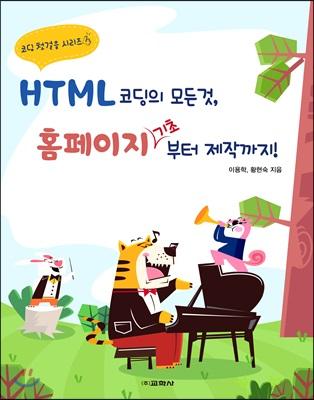 코딩 첫걸음 시리즈
HTML 코딩의 모든것,
홈페이지 기초 부터 제작까지!
이용학, 황현숙 지음
(주)교학사